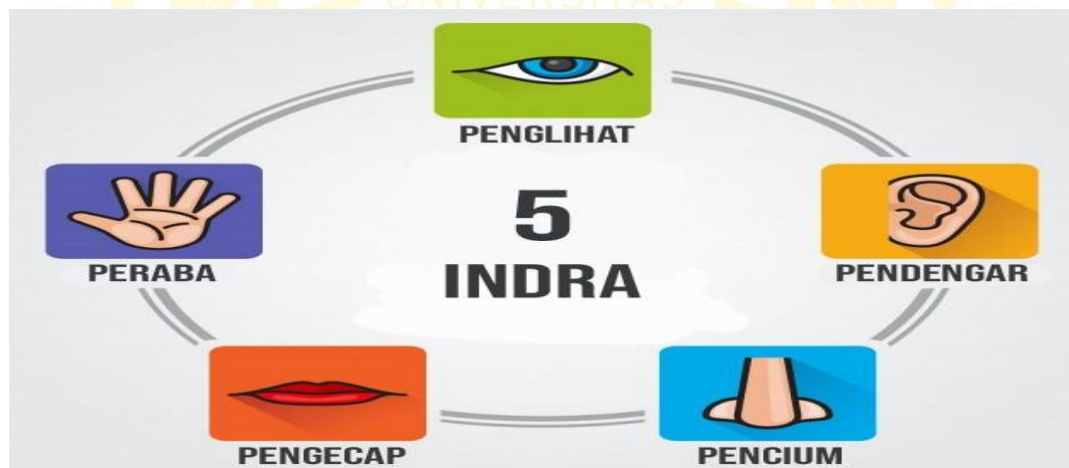 UNIVERSITAS
PENGLIHAT
5
INDRA
PERABA
PENDENGAR
PENGECAP
PENCIUM